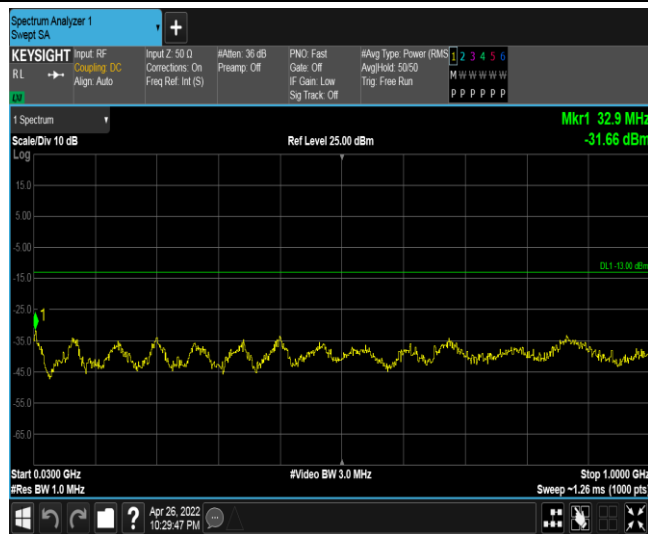 Spectrum Analyzer 1
Swept SA
+
KEYSIGHT
RL
Input: RF
Coupling: DC
Align: Auto
Input Z: 50 Ω
Corrections: On
Freq Ref: Int (S)
#Atten: 36 dB
Preamp: Off
PNO: Fast
Gate: Off
IF Gain: Low
Sig Track: Off
#Avg Type: Power (RMS
Avg|Hold: 50/50
Trig: Free Run
1 2 3 4 5 6
M W W W W W
P P P P P P
1 Spectrum
Mkr1 32.9 MHz
Scale/Div 10 dB
Ref Level 25.00 dBm
-31.66 dBm
Log
15.0
5.00
-5.00
DL1 -13.00 dBm
-15.0
-25.0
1
-35.0
-45.0
-55.0
-65.0
Start 0.0300 GHz
#Video BW 3.0 MHz
Stop 1.0000 GHz
#Res BW 1.0 MHz
Sweep ~1.26 ms (1000 pts)
?
Apr 26, 2022
10:29:47 PM